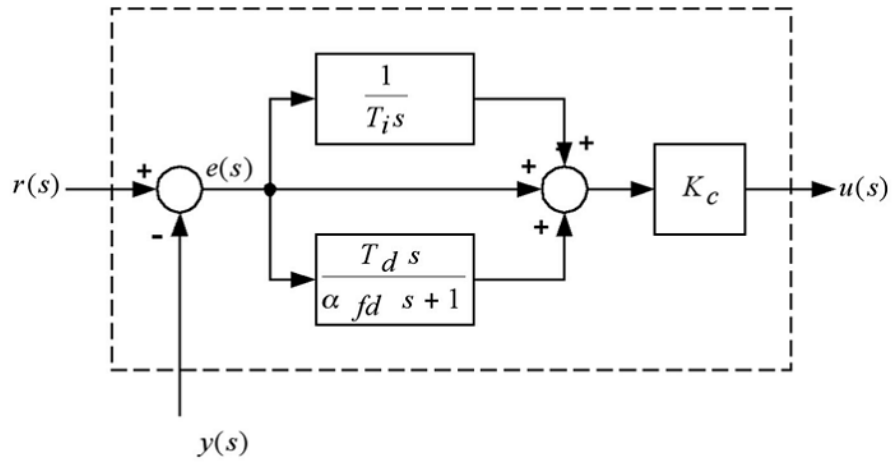 1
T_i s
r(s)
+
-
e(s)
+
+
+
K_c
u(s)
T_d s
α fd s + 1
y(s)